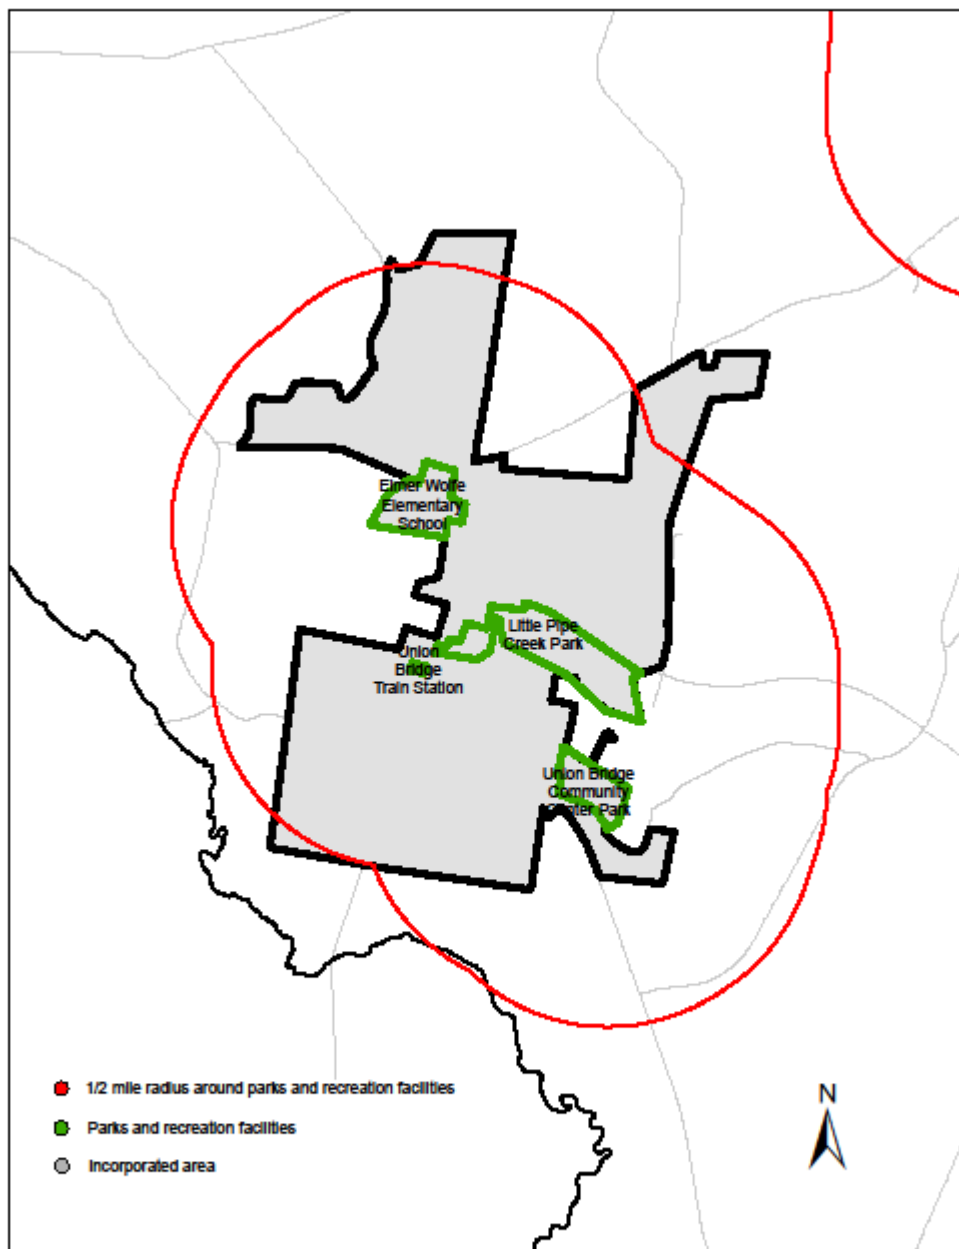 Elmer Wolfe
Elementary
School
Little Pipe
Creek Park
Union
Bridge
Train Station
Union Bridge
Community
Center Park
1/2 mile radius around parks and recreation facilities
Parks and recreation facilities
Incorporated area
N